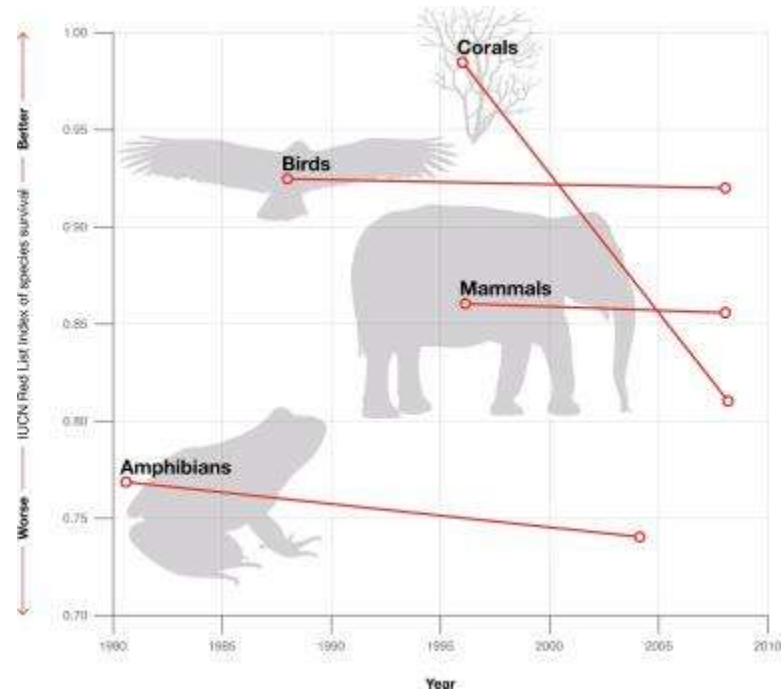 1.00
Corals
0.95
Birds
0.90
Mammals
0.85
0.80
Amphibians
0.75
0.70
1980
1985
1990
1995
2000
2005
2010
Year
Better
IUCN Red List Index of species survival
Worse